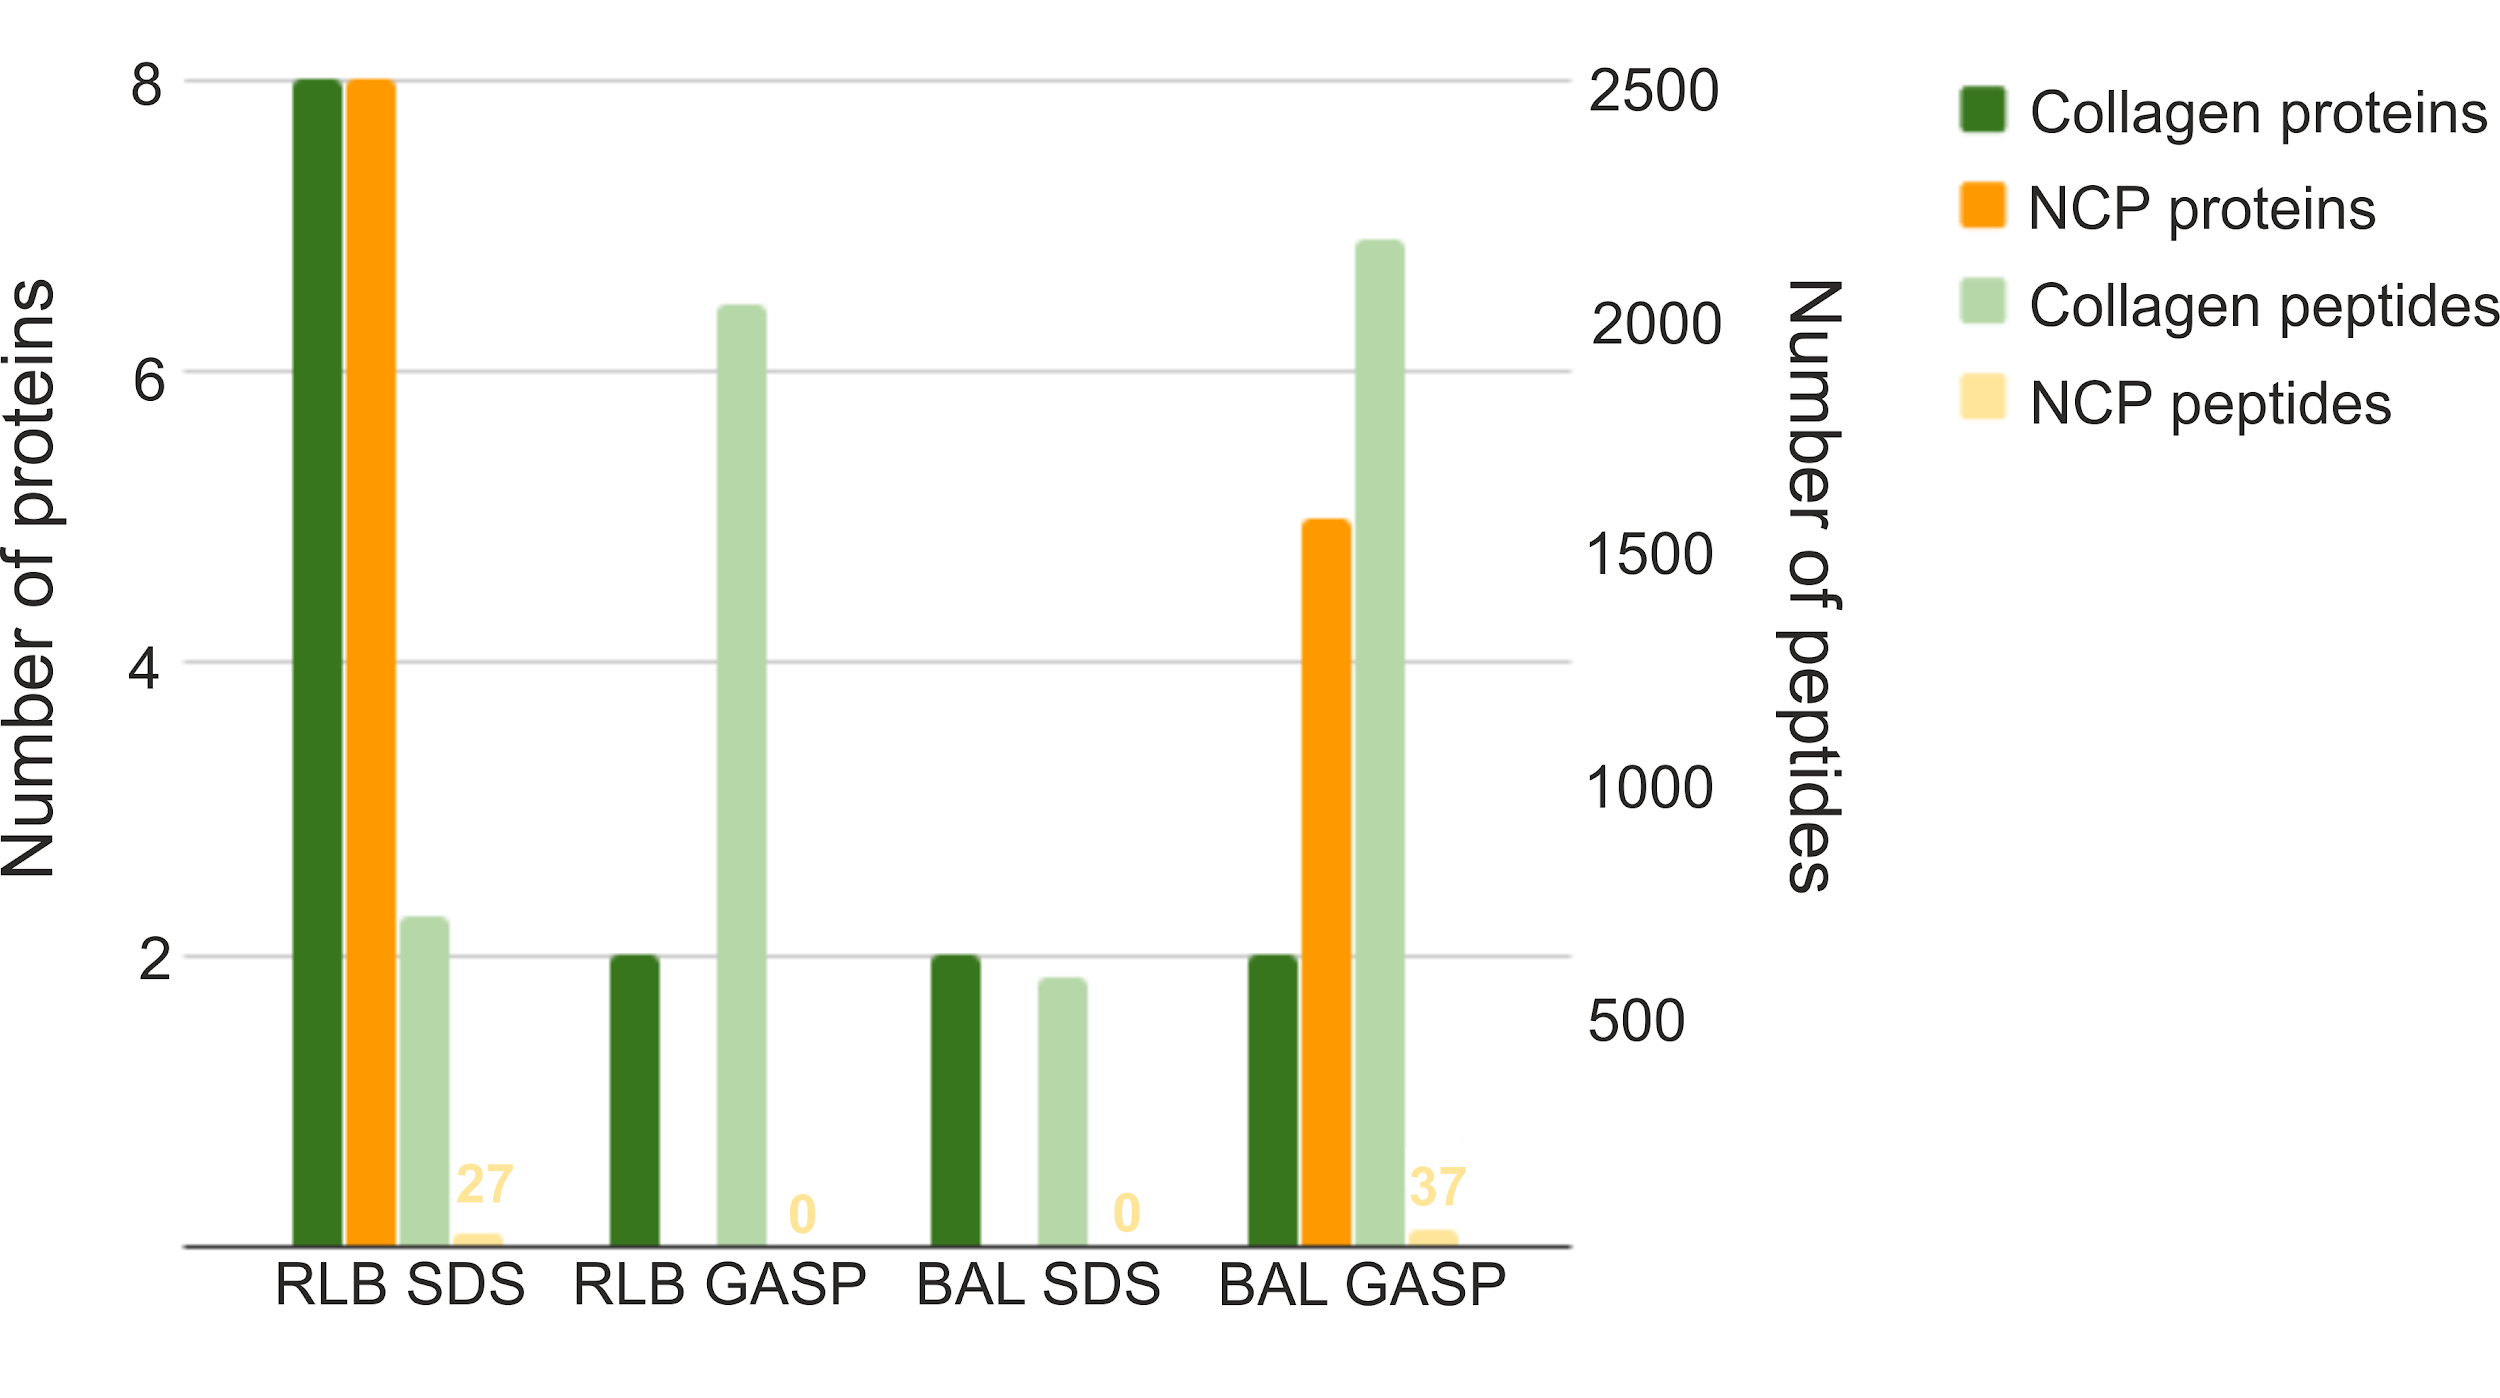 Number of proteins
8
6
4
2
27
0
0
37
RLB SDS
RLB GASP
BAL SDS
BAL GASP
2500
2000
1500
1000
500
Number of peptides
Collagen proteins
NCP proteins
Collagen peptides
NCP peptides